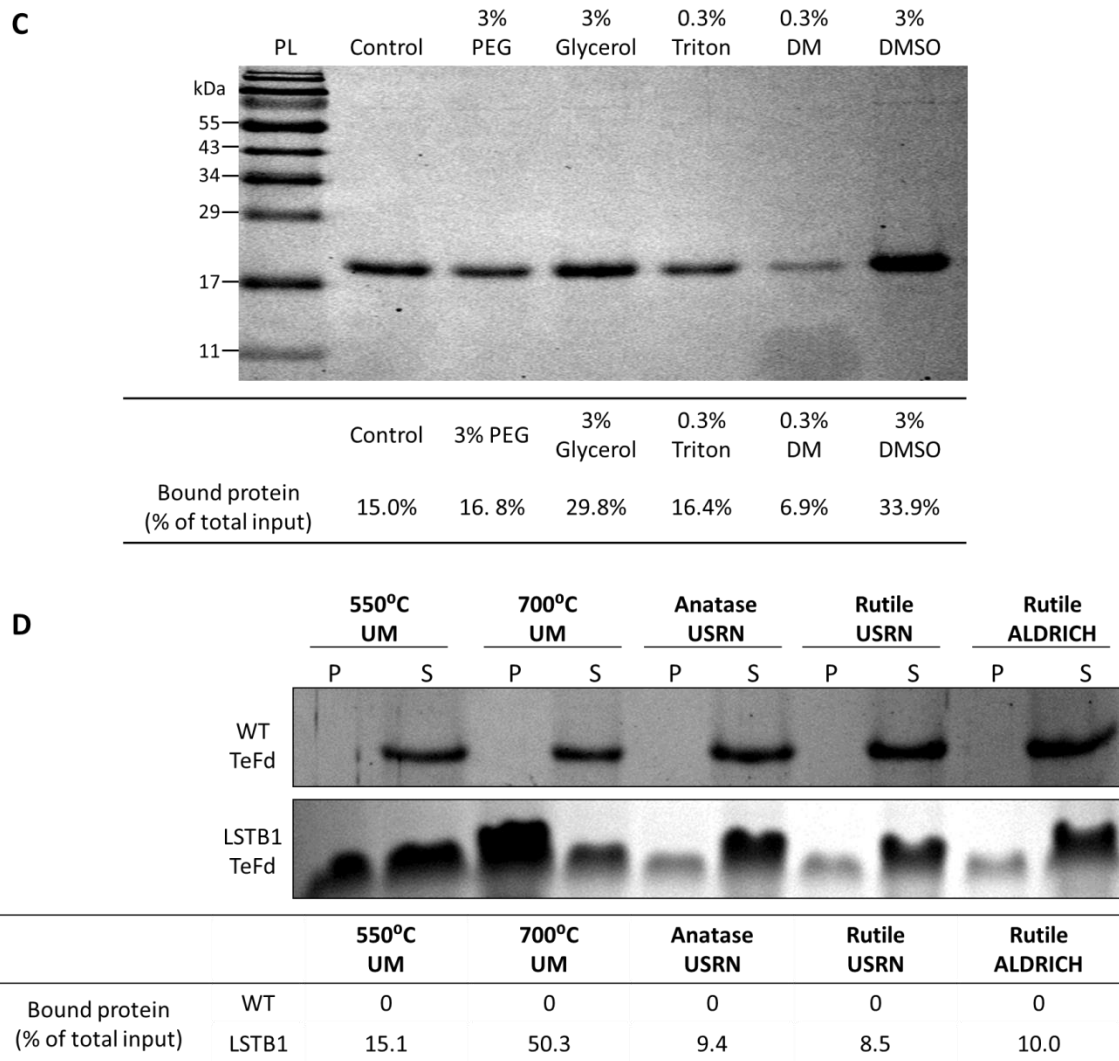 C
3% 3% 0.3% 0.3% 3%
PL Control PEG Glycerol Triton DM DMSO
kDa
55
43
34
29
17
11
3% 0.3% 0.3% 3%
Control 3% PEG Glycerol Triton DM DMSO
Bound protein
(% of total input) 15.0% 16. 8% 29.8% 16.4% 6.9% 33.9%
D
550⁰C 700⁰C Anatase Rutile Rutile
UM UM USRN USRN ALDRICH
P S P S P S P S P S
WT
TeFd
LSTB1
TeFd
550⁰C 700⁰C Anatase Rutile Rutile
UM UM USRN USRN ALDRICH
Bound protein
(% of total input)
WT 0 0 0 0 0
LSTB1 15.1 50.3 9.4 8.5 10.0